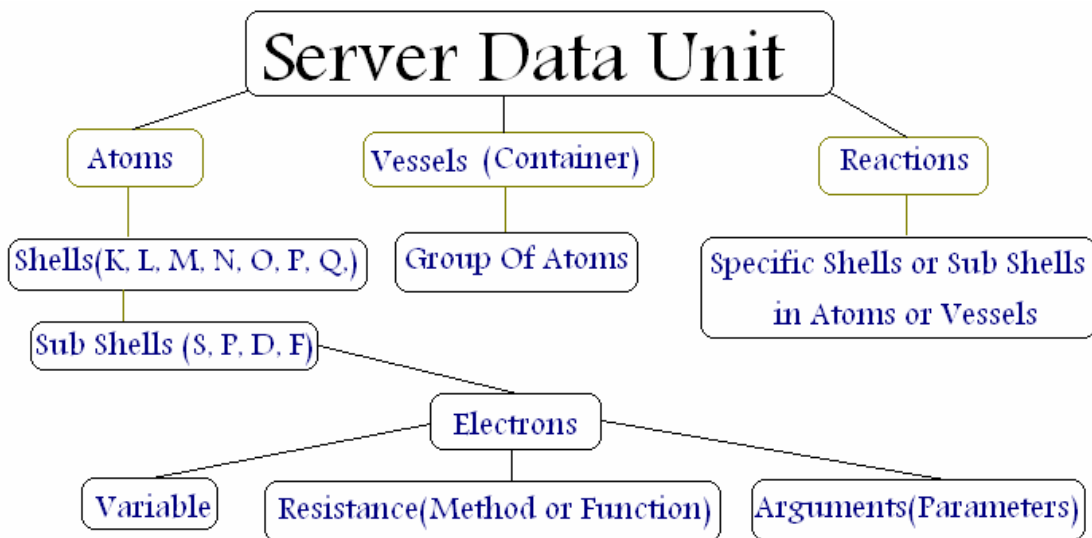 Server Data Unit
Atoms
Vessels (Container)
Reactions
Shells(K, L, M, N, O, P, Q,)
Group Of Atoms
Specific Shells or Sub Shells
in Atoms or Vessels
Sub Shells (S, P, D, F)
Electrons
Variable
Resistance(Method or Function)
Arguments(Parameters)